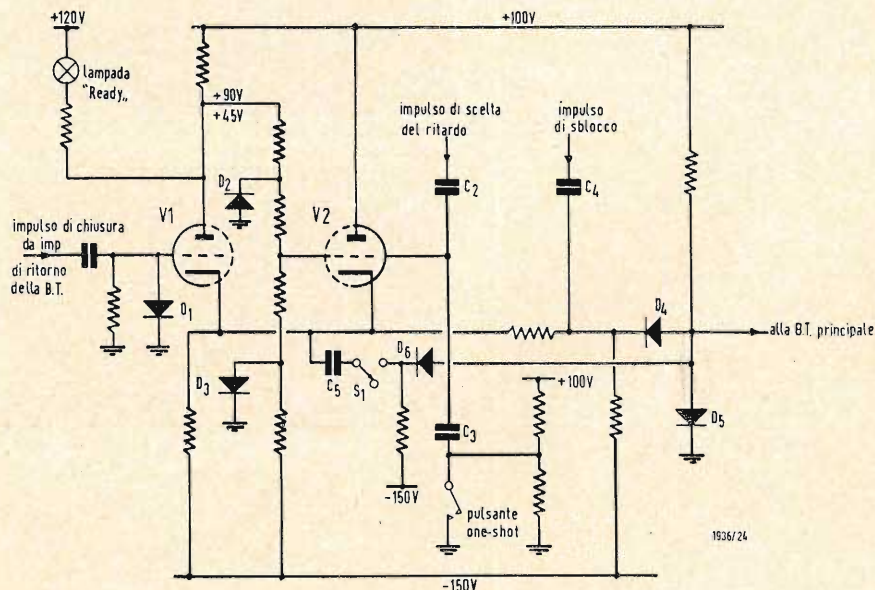 +120V
+100V
lampada
"Ready„
+90V
+45V
impulso di scelta
del ritardo
impulso
di sblocco
D2
C2
C4
V1
V2
impulso di chiusura
da imp
di ritorno
della B.T.
D1
D4
alla B.T. principale
D6
D3
C5
S1
+100V
D5
C3
-150V
pulsante
one-shot
1936/24
-150V